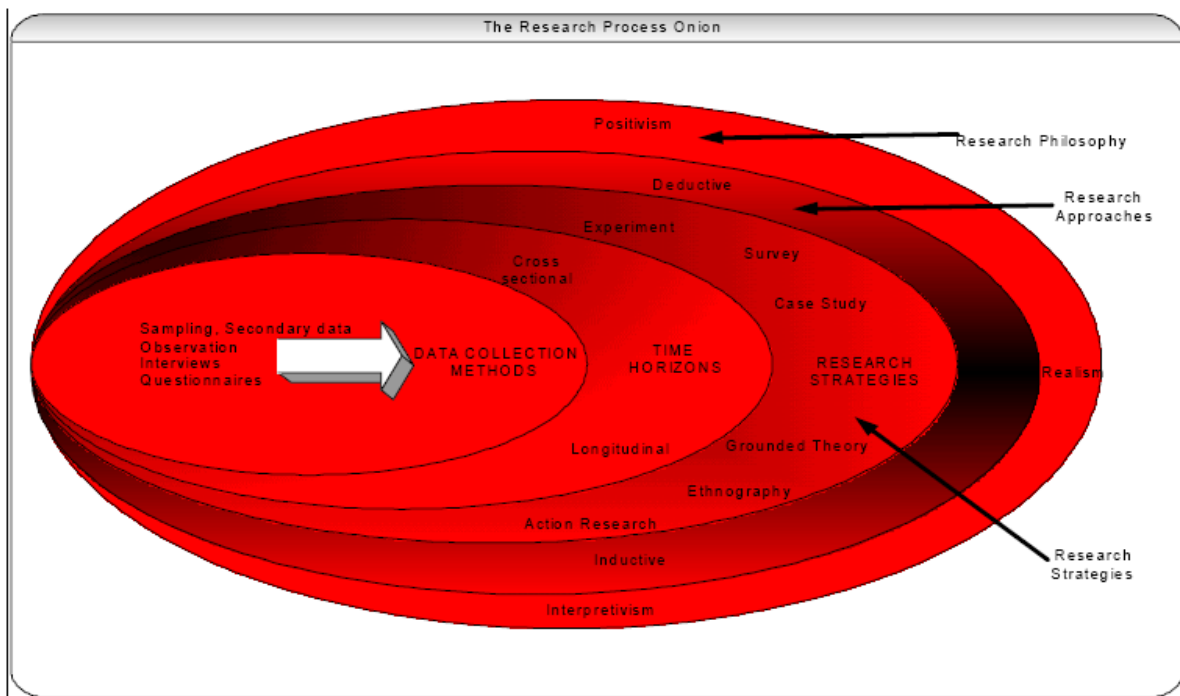 The Research Process Onion
Positivism
Research Philosophy
Deductive
Research
Approaches
Experiment
Survey
Cross
sectional
Case Study
Sampling, Secondary data
Observation
Interviews
Questionnaires
DATA COLLECTION
METHODS
TIME
HORIZONS
RESEARCH
STRATEGIES
Realism
Longitudinal
Grounded Theory
Ethnography
Action Research
Inductive
Research
Strategies
Interpretivism